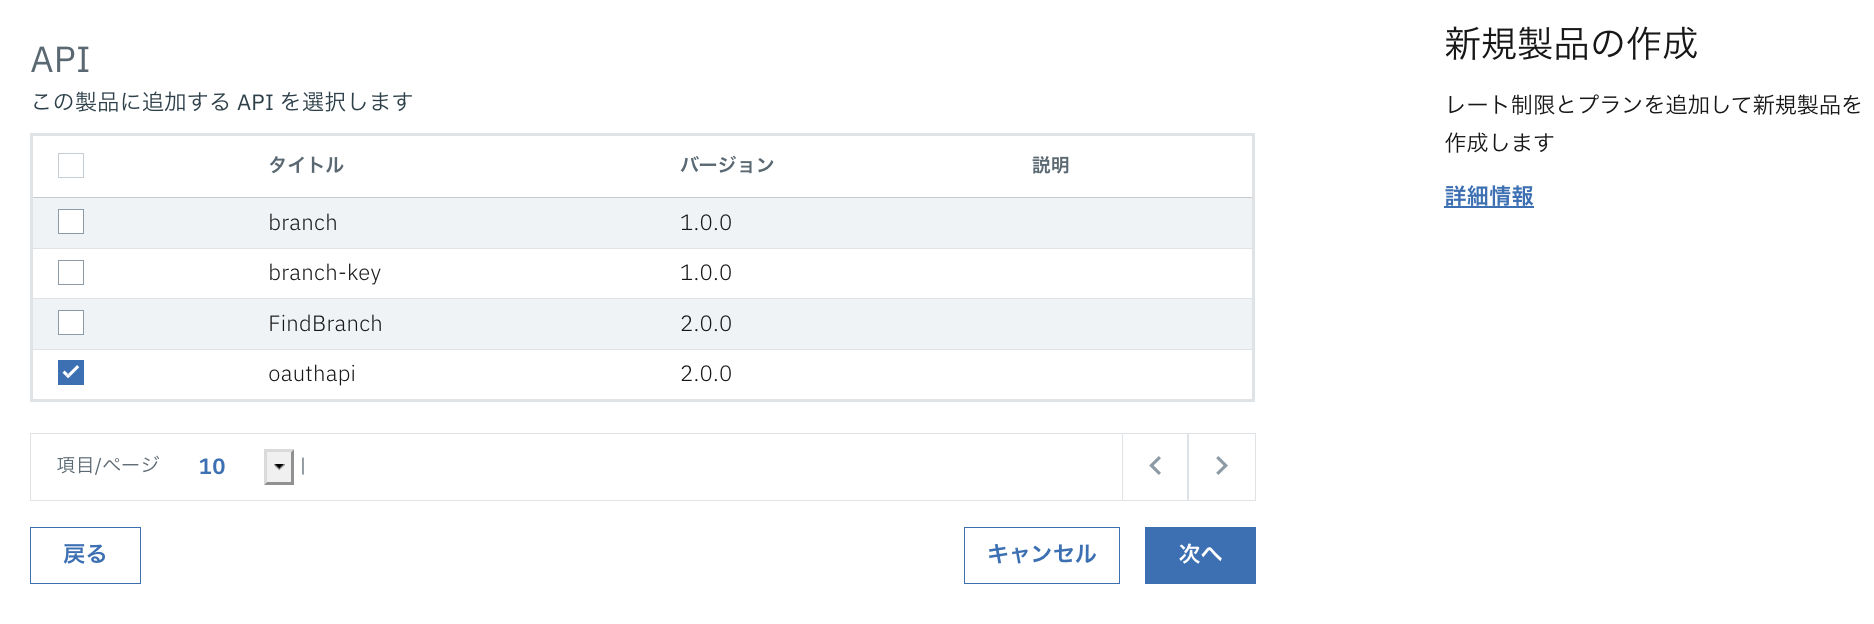 API
この製品に追加する API を選択します
タイトル バージョン 説明
branch 1.0.0
branch-key 1.0.0
FindBranch 2.0.0
oauthapi 2.0.0
項目/ページ 10 |
戻る キャンセル 次へ
新規製品の作成
レート制限とプランを追加して新規製品を
作成します
詳細情報